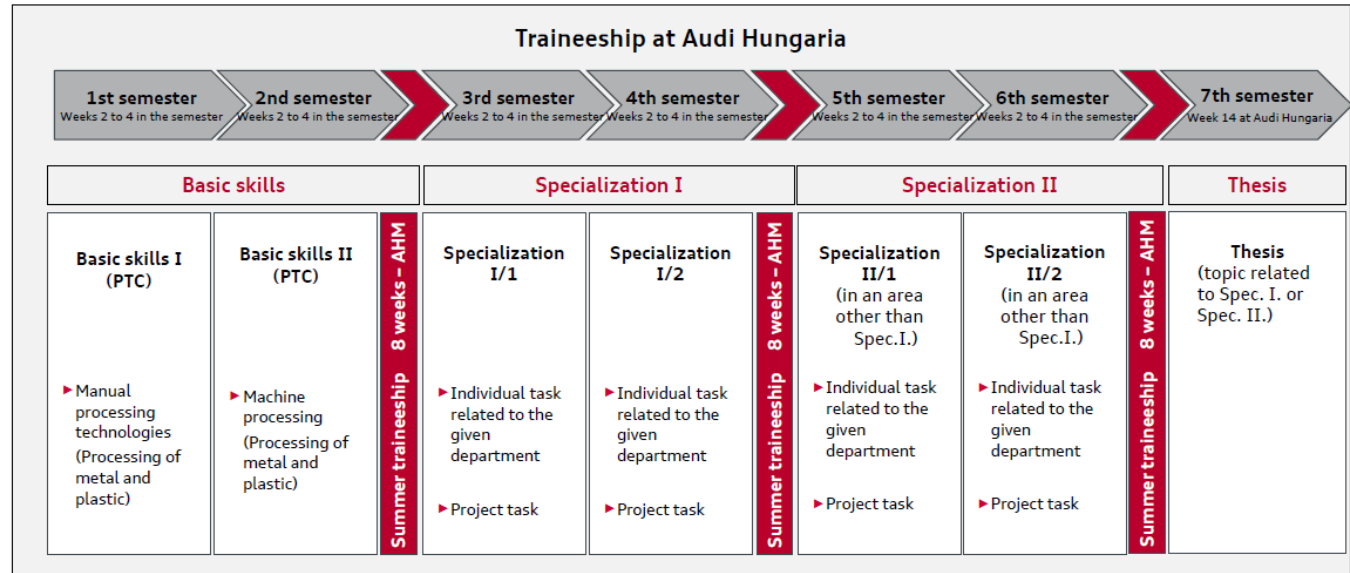 Traineeship at Audi Hungaria
1st semester
Weeks 2 to 4 in the semester
2nd semester
Weeks 2 to 4 in the semester
3rd semester
Weeks 2 to 4 in the semester
4th semester
Weeks 2 to 4 in the semester
5th semester
Weeks 2 to 4 in the semester
6th semester
Weeks 2 to 4 in the semester
7th semester
Week 14 at Audi Hungaria
Basic skills
Specialization I
Specialization II
Thesis
Basic skills I
(PTC)
►Manual
processing
technologies
(Processing of
metal and
plastic)
Basic skills II
(PTC)
►Machine
processing
(Processing of
metal and
plastic)
Summer traineeship 8 weeks – AHM
Specialization
I/1
►Individual task
related to the
given
department
►Project task
Specialization
I/2
►Individual task
related to the
given
department
►Project task
Summer traineeship 8 weeks – AHM
Specialization
II/1
(in an area
other than
Spec.I.)
►Individual task
related to the
given
department
►Project task
Specialization
II/2
(in an area
other than
Spec.I.)
►Individual task
related to the
given
department
►Project task
Summer traineeship 8 weeks – AHM
Thesis
(topic related
to Spec. I. or
Spec. II.)